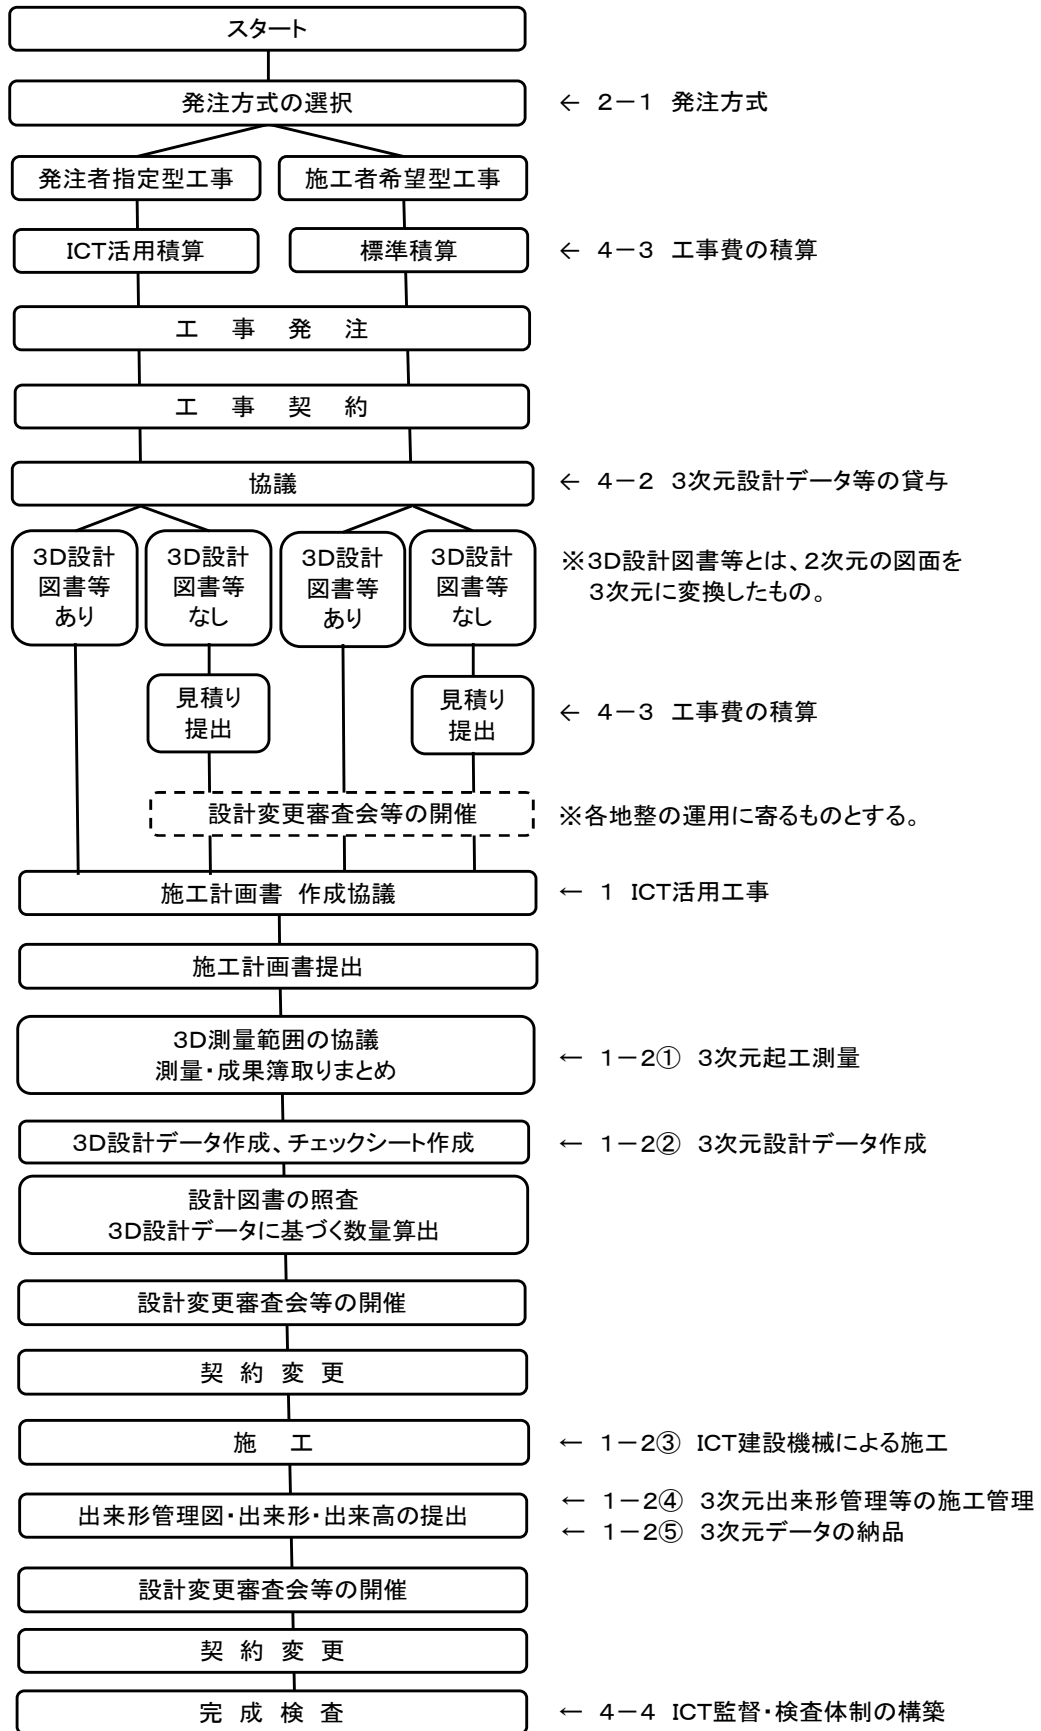 スタート
発注方式の選択
← 2－1 発注方式
発注者指定型工事
施工者希望型工事
ICT活用積算
標準積算
← 4－3 工事費の積算
工 事 発 注
工 事 契 約
協議
← 4－2 3次元設計データ等の貸与
3D設計
図書等
あり
3D設計
図書等
なし
3D設計
図書等
あり
3D設計
図書等
なし
※3D設計図書等とは、2次元の図面を
3次元に変換したもの。
見積り
提出
見積り
提出
← 4－3 工事費の積算
設計変更審査会等の開催
※各地整の運用に寄るものとする。
施工計画書 作成協議
← 1 ICT活用工事
施工計画書提出
3D測量範囲の協議
測量・成果簿取りまとめ
← 1－2① 3次元起工測量
3D設計データ作成、チェックシート作成
← 1－2② 3次元設計データ作成
設計図書の照査
3D設計データに基づく数量算出
設計変更審査会等の開催
契 約 変 更
施 工
← 1－2③ ICT建設機械による施工
出来形管理図・出来形・出来高の提出
← 1－2④ 3次元出来形管理等の施工管理
← 1－2⑤ 3次元データの納品
設計変更審査会等の開催
契 約 変 更
完 成 検 査
← 4－4 ICT監督・検査体制の構築